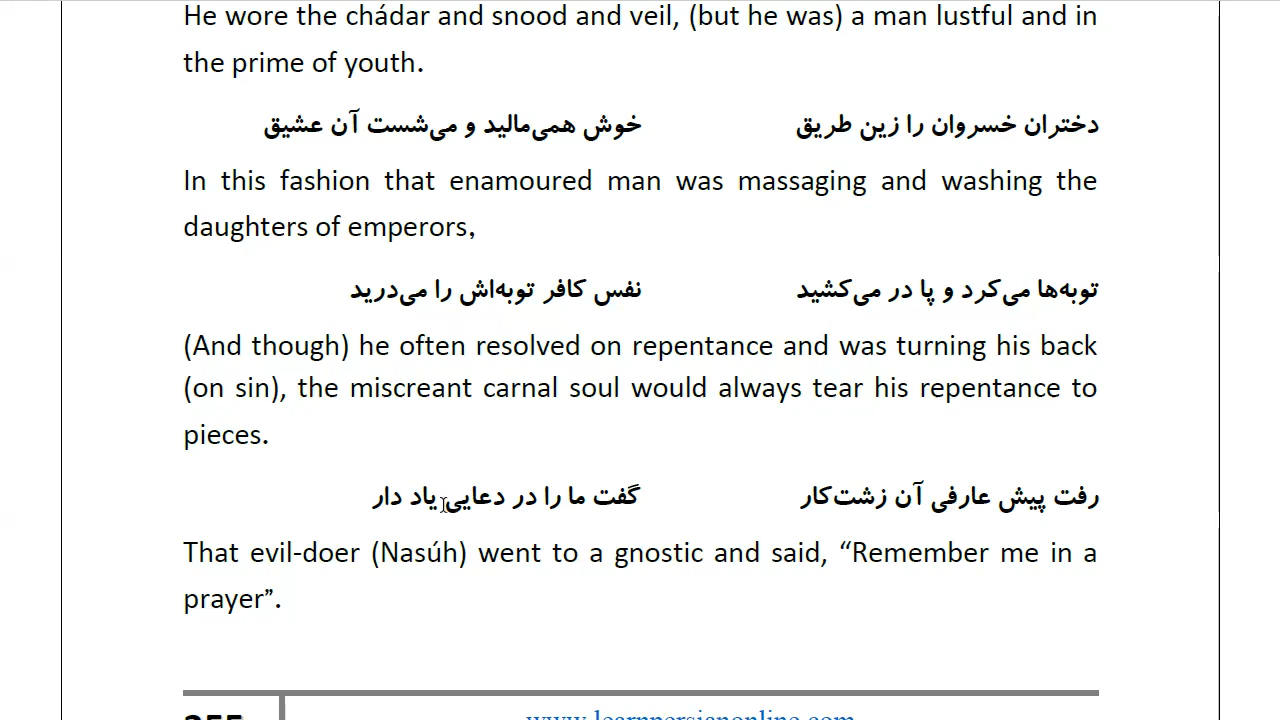 He wore the chádar and snood and veil, (but he was) a man lustful and in
the prime of youth.
دختران خسروان را زین طریق خوش همی‌مالید و می‌شست آن عشیق
In this fashion that enamoured man was massaging and washing the
daughters of emperors,
توبه‌ها می‌کرد و پا در می‌کشید نفس کافر توبه‌اش را می‌درید
(And though) he often resolved on repentance and was turning his back
(on sin), the miscreant carnal soul would always tear his repentance to
pieces.
رفت پیش عارفی آن زشت‌کار گفت ما را در دعایی یاد دار
That evil-doer (Nasúh) went to a gnostic and said, “Remember me in a
prayer”.
255 www.learnpersianonline.com